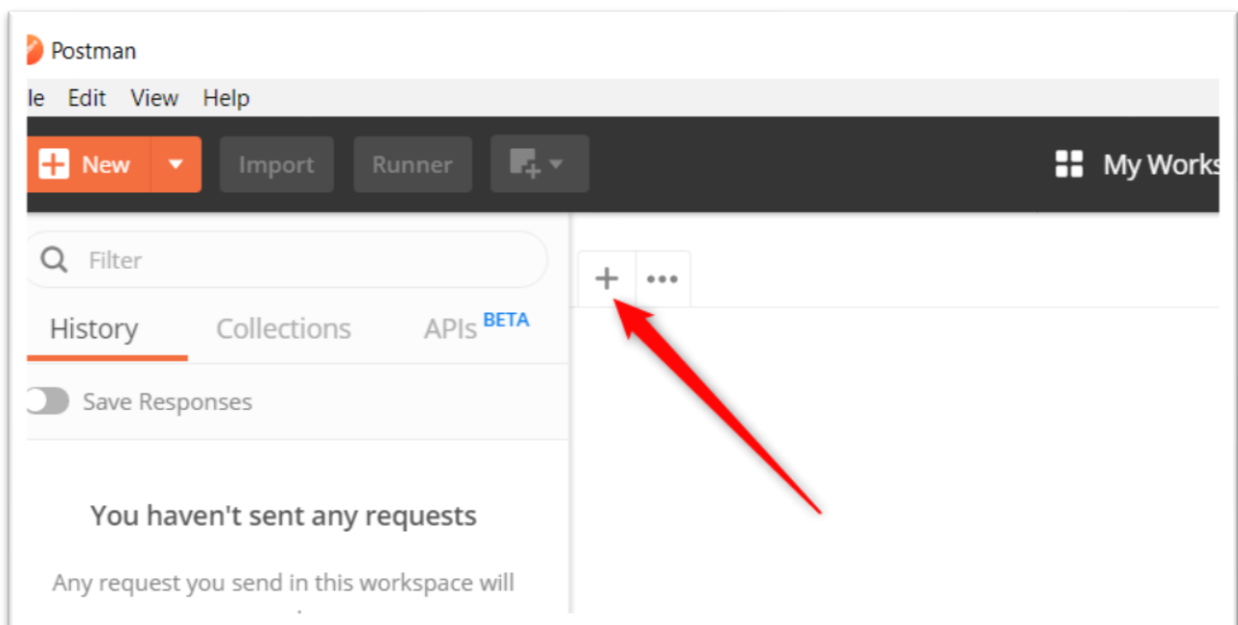 Postman
le Edit View Help
New Import Runner My Works
Filter
History Collections APIs BETA
Save Responses
You haven't sent any requests
Any request you send in this workspace will